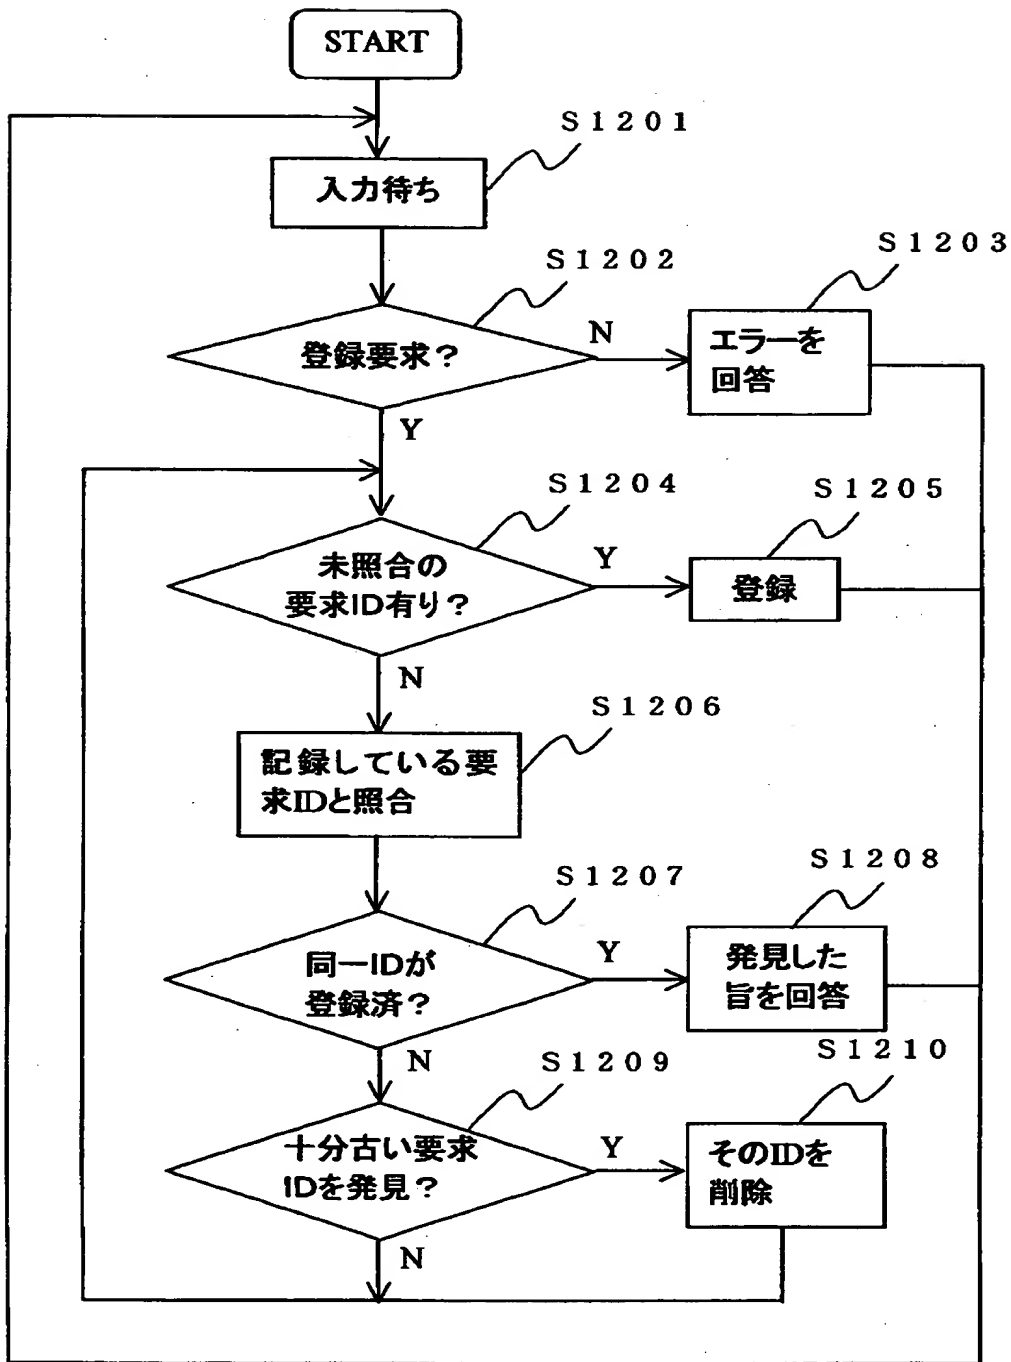 START
S1201
入力待ち
S1202
S1203
登録要求?
N
エラーを
回答
Y
S1204
S1205
未照合の
要求ID有り?
Y
登録
N
S1206
記録している要
求IDと照合
S1207
S1208
同一IDが
登録済?
Y
発見した
旨を回答
N
S1209
S1210
十分古い要求
IDを発見?
Y
そのIDを
削除
N